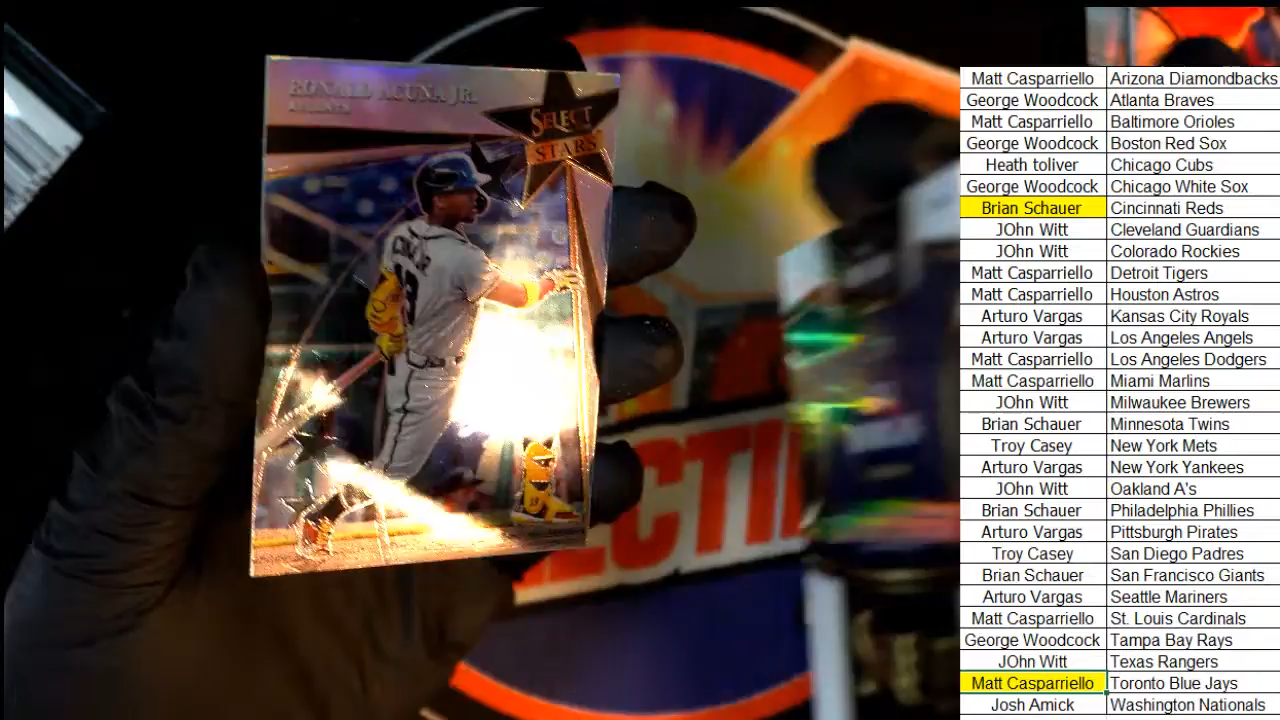 RONALD ACUNA JR.
SELECT
STARS
ECTI
Matt Casparriello Arizona Diamondbacks
George Woodcock Atlanta Braves
Matt Casparriello Baltimore Orioles
George Woodcock Boston Red Sox
Heath toliver Chicago Cubs
George Woodcock Chicago White Sox
Brian Schauer Cincinnati Reds
JOhn Witt Cleveland Guardians
JOhn Witt Colorado Rockies
Matt Casparriello Detroit Tigers
Matt Casparriello Houston Astros
Arturo Vargas Kansas City Royals
Arturo Vargas Los Angeles Angels
Matt Casparriello Los Angeles Dodgers
Matt Casparriello Miami Marlins
JOhn Witt Milwaukee Brewers
Brian Schauer Minnesota Twins
Troy Casey New York Mets
Arturo Vargas New York Yankees
JOhn Witt Oakland A's
Brian Schauer Philadelphia Phillies
Arturo Vargas Pittsburgh Pirates
Troy Casey San Diego Padres
Brian Schauer San Francisco Giants
Arturo Vargas Seattle Mariners
Matt Casparriello St. Louis Cardinals
George Woodcock Tampa Bay Rays
JOhn Witt Texas Rangers
Matt Casparriello Toronto Blue Jays
Josh Amick Washington Nationals